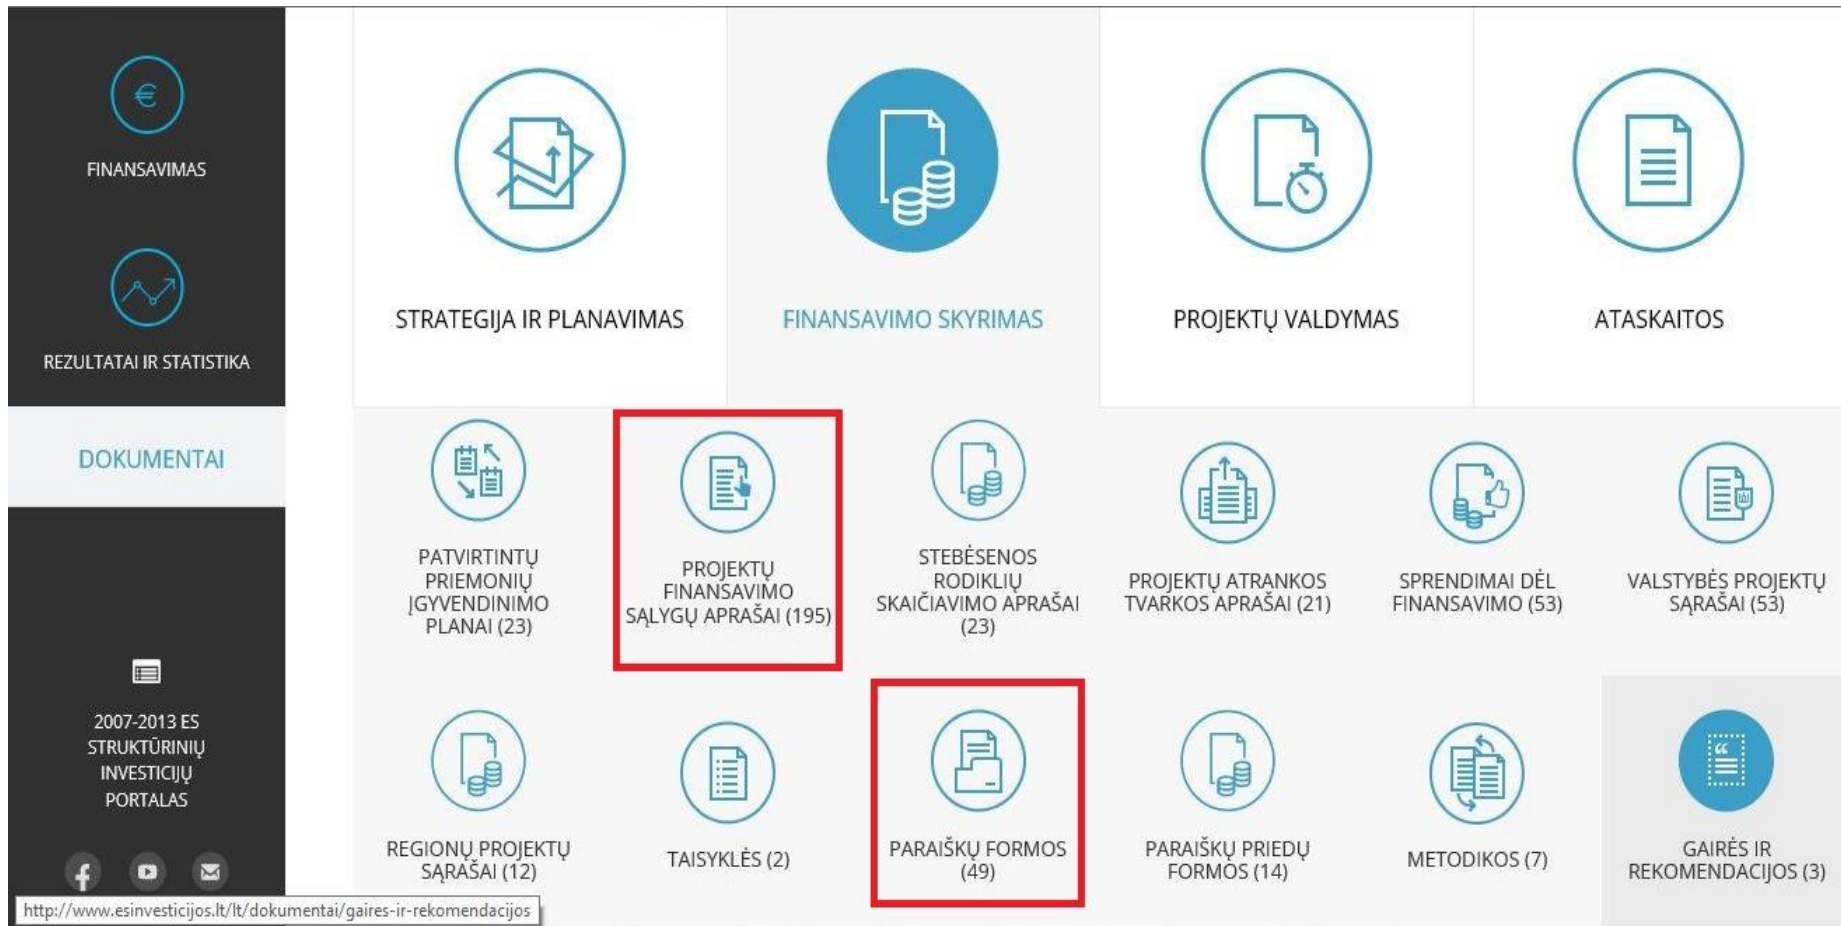 €
FINANSAVIMAS
REZULTATAI IR STATISTIKA
DOKUMENTAI
2007-2013 ES
STRUKTŪRINIŲ
INVESTICIJŲ
PORTALAS
http://www.esinvesticijos.lt/lt/dokumentai/gaires-ir-rekomendacijos
STRATEGIJA IR PLANAVIMAS
FINANSAVIMO SKYRIMAS
PROJEKTŲ VALDYMAS
ATASKAITOS
PATVIRTINTŲ
PRIEMONIŲ
ĮGYVENDINIMO
PLANAI (23)
PROJEKTŲ
FINANSAVIMO
SĄLYGŲ APRAŠAI (195)
STEBĖSENOS
RODIKLIŲ
SKAIČIAVIMO APRAŠAI
(23)
PROJEKTŲ ATRANKOS
TVARKOS APRAŠAI (21)
SPRENDIMAI DĖL
FINANSAVIMO (53)
VALSTYBĖS PROJEKTŲ
SĄRAŠAI (53)
REGIONŲ PROJEKTŲ
SĄRAŠAI (12)
TAISYKLĖS (2)
PARAIŠKŲ FORMOS
(49)
PARAIŠKŲ PRIEDŲ
FORMOS (14)
METODIKOS (7)
GAIRĖS IR
REKOMENDACIJOS (3)